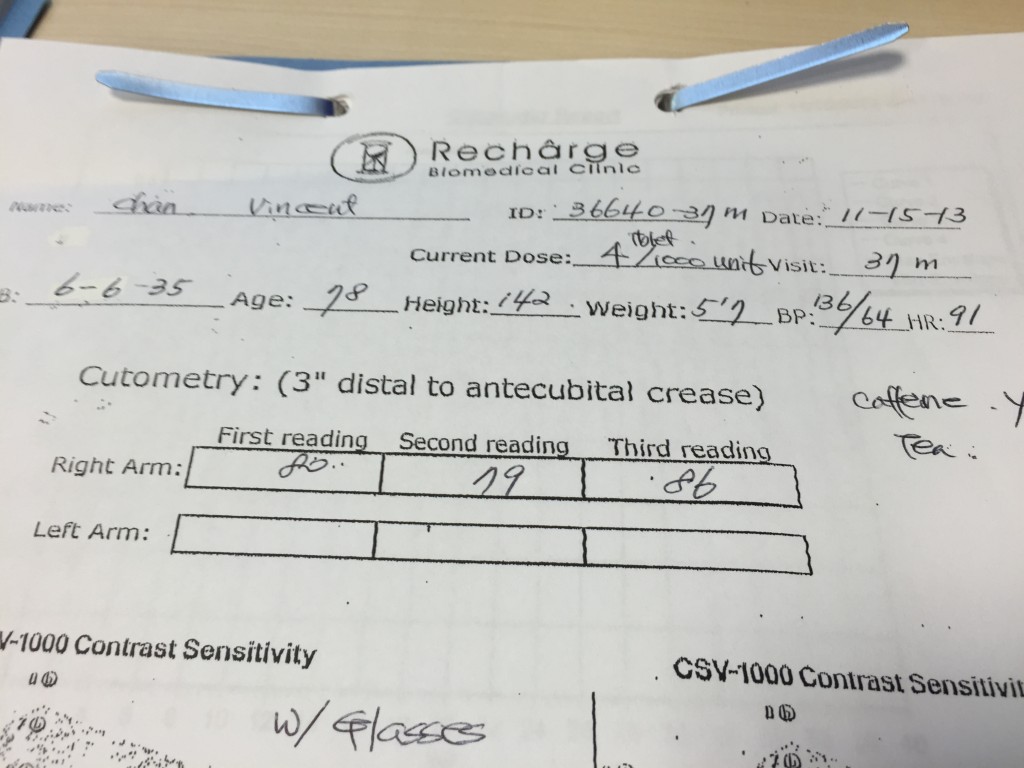 Rechârge
Biomedical Clinic
Name: Chan Vincent ID: 36640-37 m Date: 11-15-13
Current Dose: 4 Tablet/1000 unit Visit: 37 m
B: 6-6-35 Age: 78 Height: 142 Weight: 5'7 BP: 136/64 HR: 91
Cutometry: (3" distal to antecubital crease)
Caffeine . Y
Tea :
First reading Second reading Third reading
Right Arm: 80 79 86
Left Arm:
V-1000 Contrast Sensitivity
CSV-1000 Contrast Sensitivit
W/ Glasses